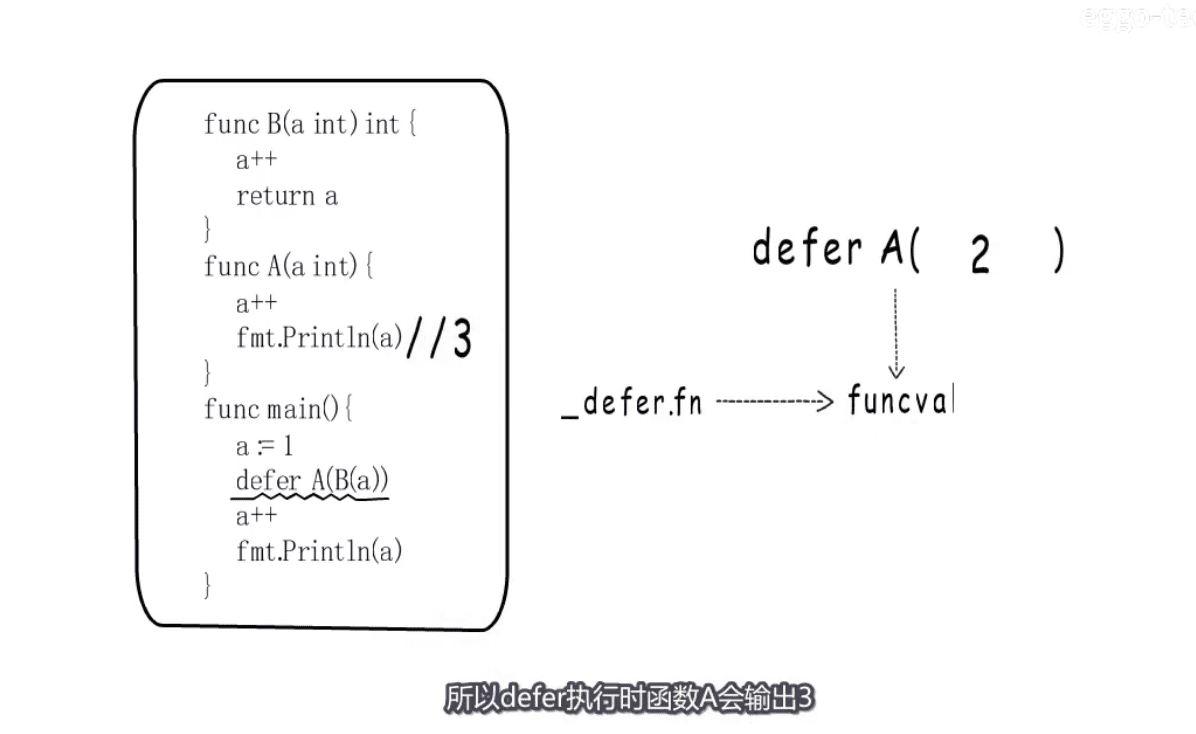 func B(a int) int {
a++
return a
}
func A(a int) {
a++
fmt.Println(a)//3
}
func main(){
a := 1
defer A(B(a))
a++
fmt.Println(a)
}
defer A( 2 )
_defer.fn
funcval
所以defer执行时函数A会输出3